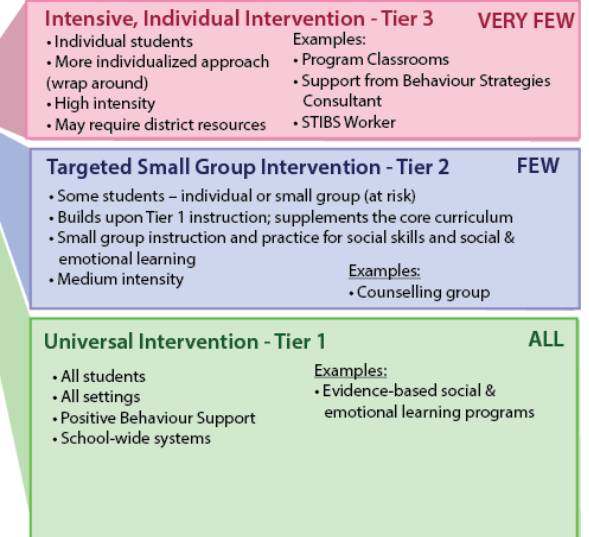 Intensive, Individual Intervention - Tier 3 VERY FEW
• Individual students
• More individualized approach
(wrap around)
• High intensity
• May require district resources
Examples:
• Program Classrooms
• Support from Behaviour Strategies
Consultant
• STIBS Worker
Targeted Small Group Intervention - Tier 2 FEW
• Some students – individual or small group (at risk)
• Builds upon Tier 1 instruction; supplements the core curriculum
• Small group instruction and practice for social skills and social &
emotional learning
• Medium intensity
Examples:
• Counselling group
Universal Intervention - Tier 1 ALL
• All students
• All settings
• Positive Behaviour Support
• School-wide systems
Examples:
• Evidence-based social &
emotional learning programs